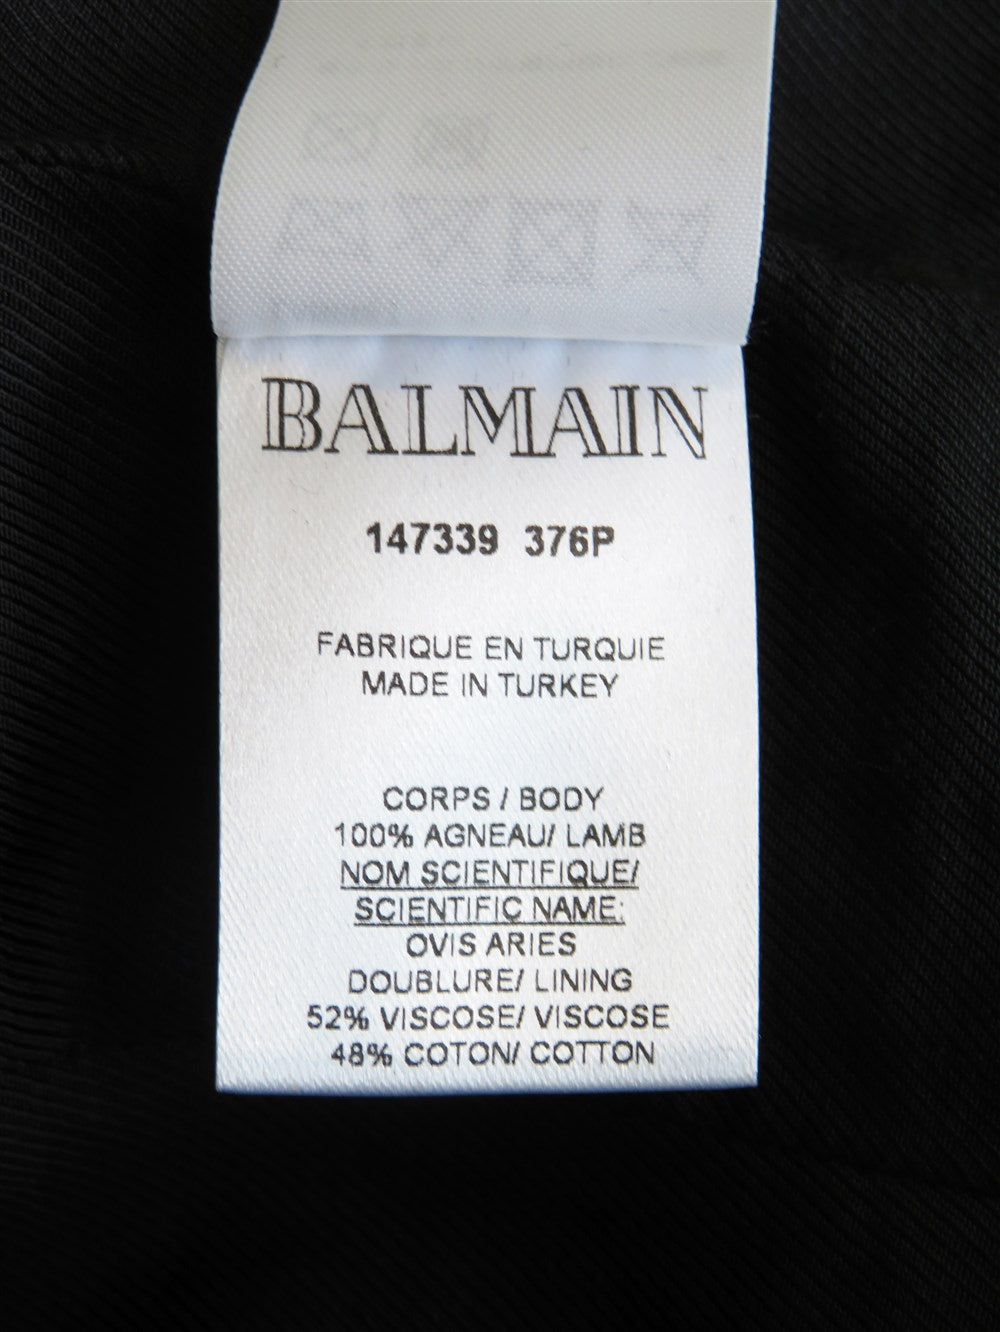 BALMAIN
147339 376P
FABRIQUE EN TURQUIE
MADE IN TURKEY
CORPS / BODY
100% AGNEAU/ LAMB
NOM SCIENTIFIQUE/
SCIENTIFIC NAME:
OVIS ARIES
DOUBLURE/ LINING
52% VISCOSE/ VISCOSE
48% COTON/ COTTON